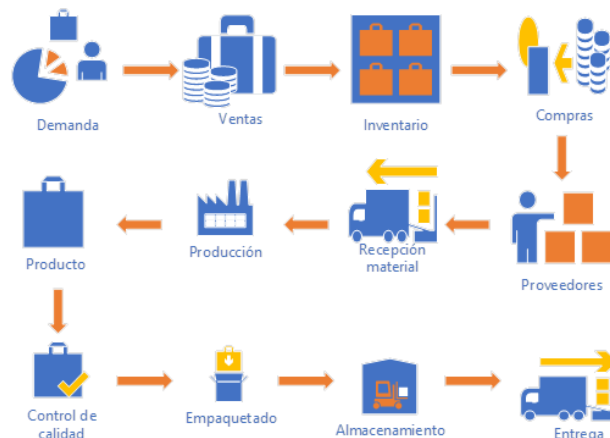 Demanda
Ventas
Inventario
Compras
Proveedores
Recepción
material
Producción
Producto
Control de
calidad
Empaquetado
Almacenamiento
Entrega